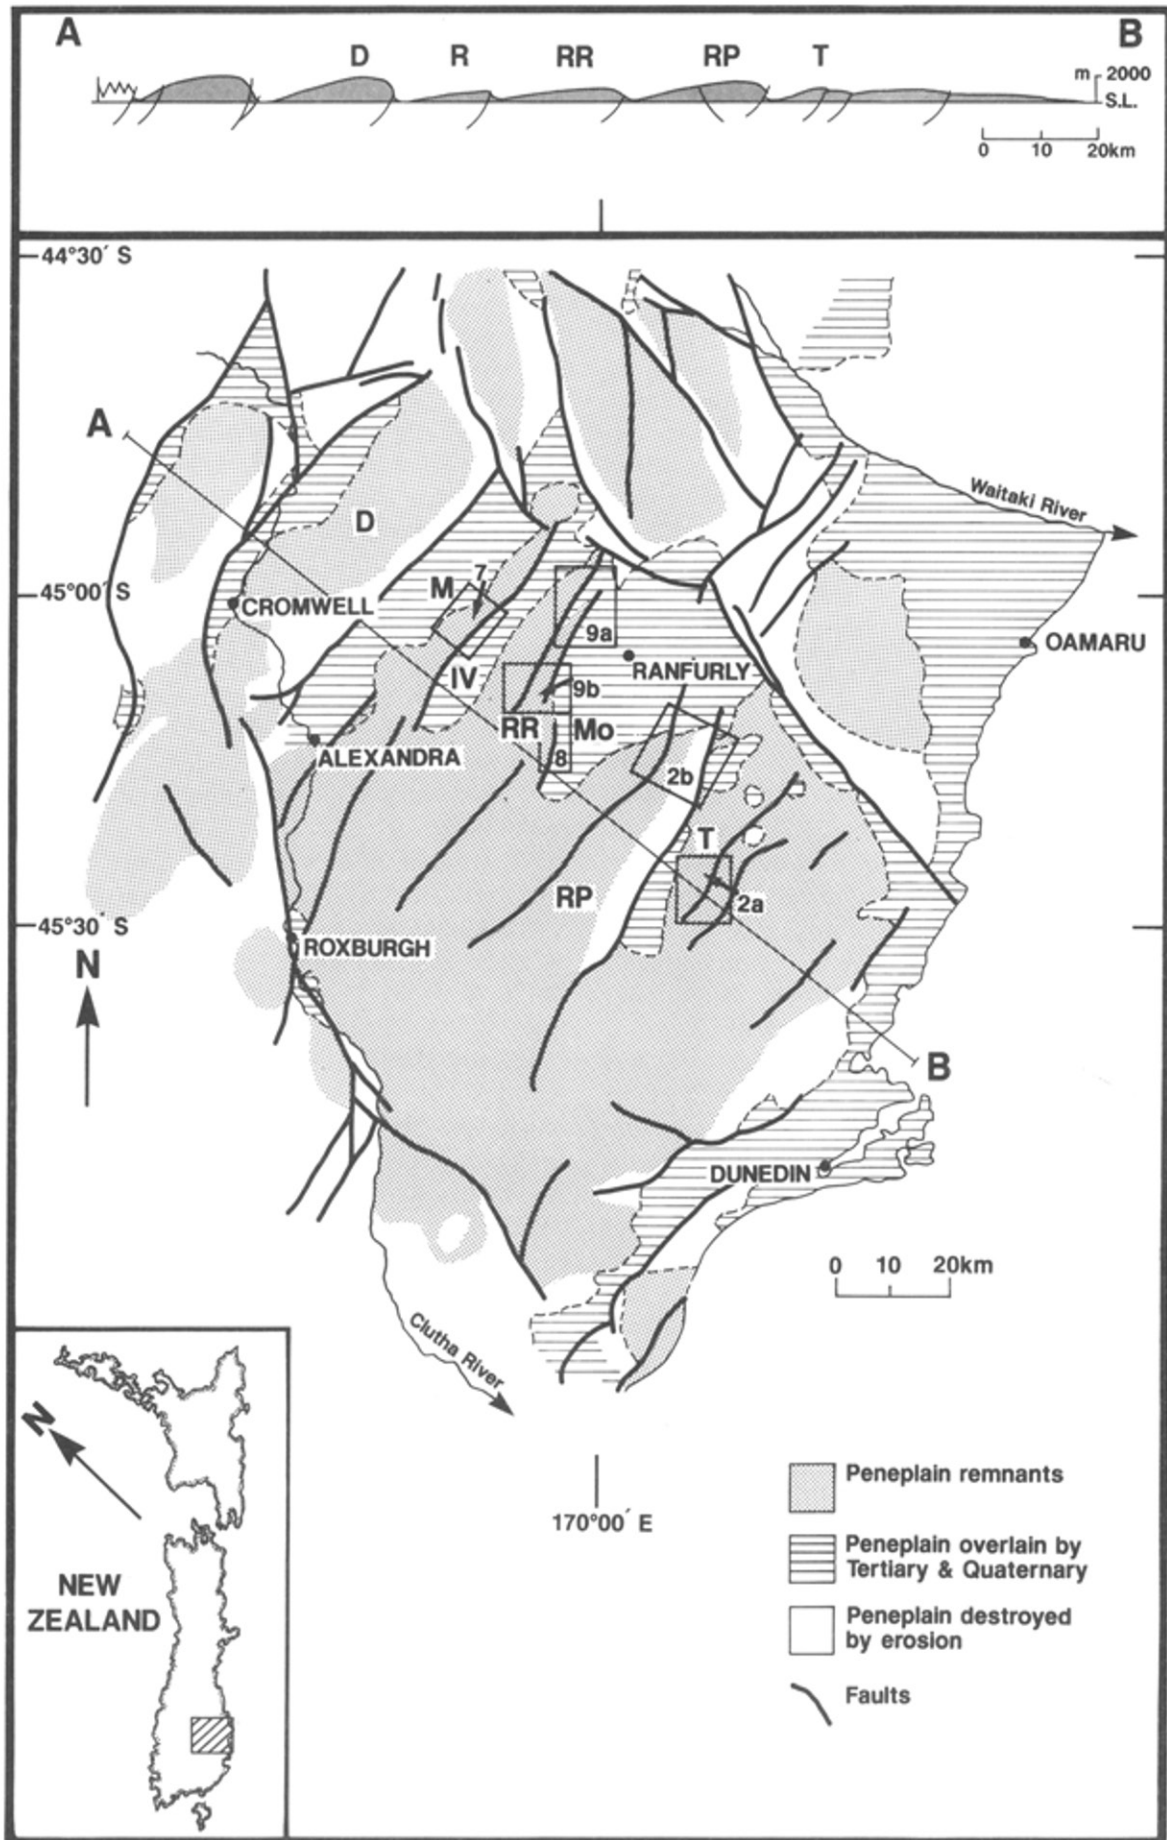 A
B
D R RR RP T
m 2000
S.L.
0 10 20km
44°30´ S
A
Waitaki River
D
M 7
45°00´ S
CROMWELL
9a
OAMARU
RANFURLY
IV
9b
RR Mo
ALEXANDRA
8
2b
T
RP
2a
45°30´ S
ROXBURGH
N
B
DUNEDIN
0 10 20km
Clutha River
N
Peneplain remnants
170°00´ E
Peneplain overlain by
Tertiary & Quaternary
NEW
ZEALAND
Peneplain destroyed
by erosion
Faults